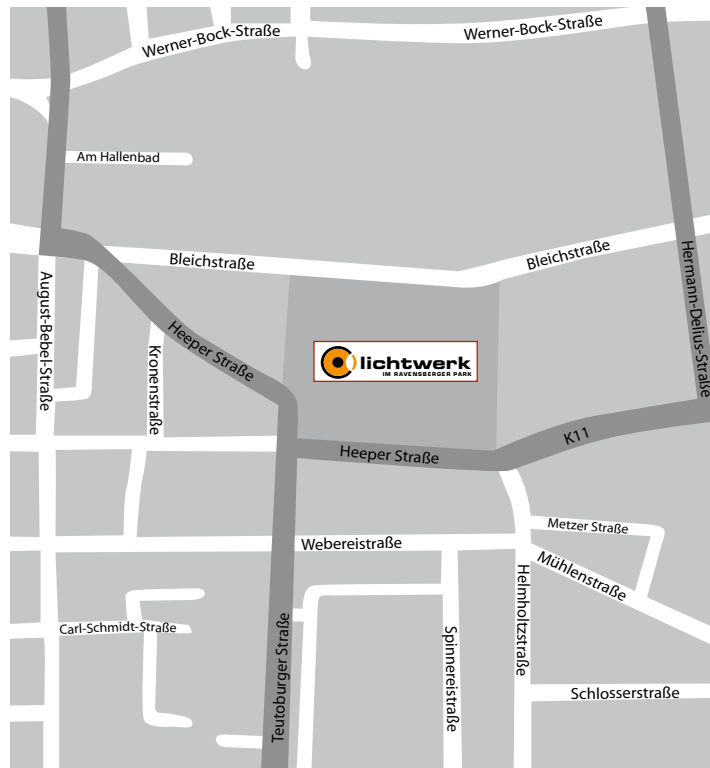 Werner-Bock-Straße
Werner-Bock-Straße
Am Hallenbad
Bleichstraße
Bleichstraße
Hermann-Delius-Straße
August-Bebel-Straße
Heeper Straße
Kronenstraße
lichtwerk
IM RAVENSBERGER PARK
K11
Heeper Straße
Metzer Straße
Webereistraße
Mühlenstraße
Helmholtzstraße
Carl-Schmidt-Straße
Teutoburger Straße
Spinnereistraße
Schlosserstraße